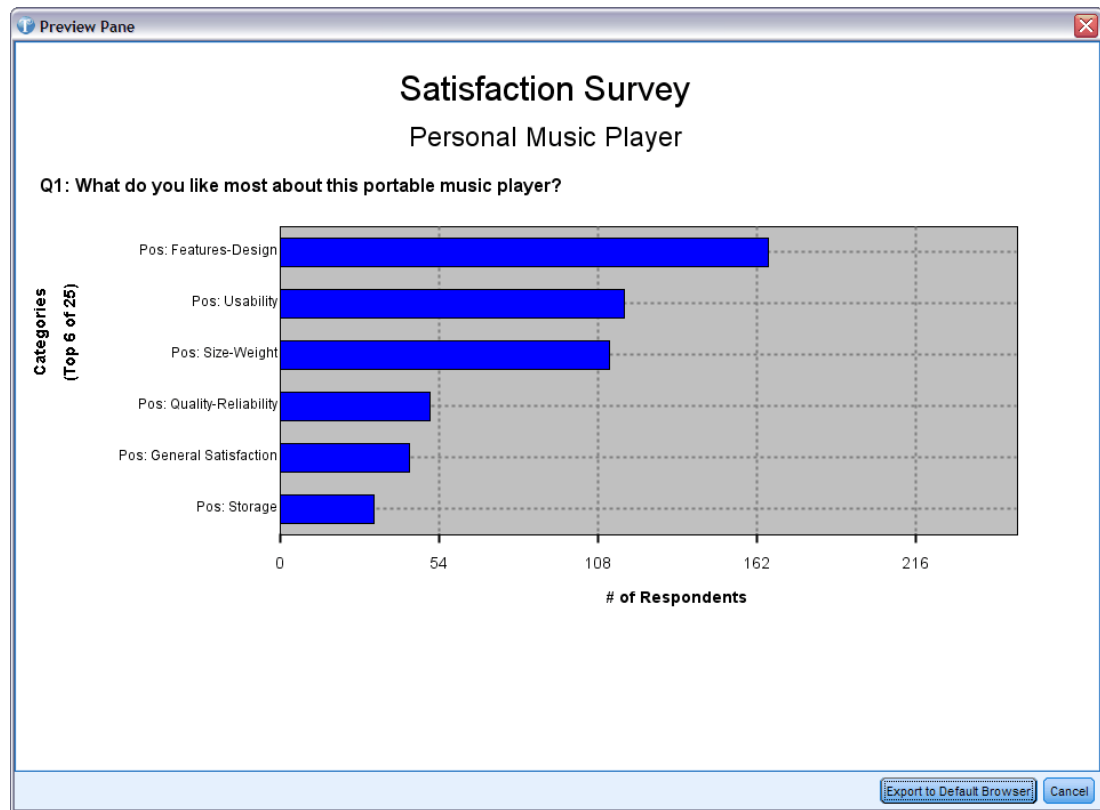 Preview Pane
Satisfaction Survey
Personal Music Player
Q1: What do you like most about this portable music player?
Categories
(Top 6 of 25)
Pos: Features-Design
Pos: Usability
Pos: Size-Weight
Pos: Quality-Reliability
Pos: General Satisfaction
Pos: Storage
0 54 108 162 216
# of Respondents
Export to Default Browser Cancel